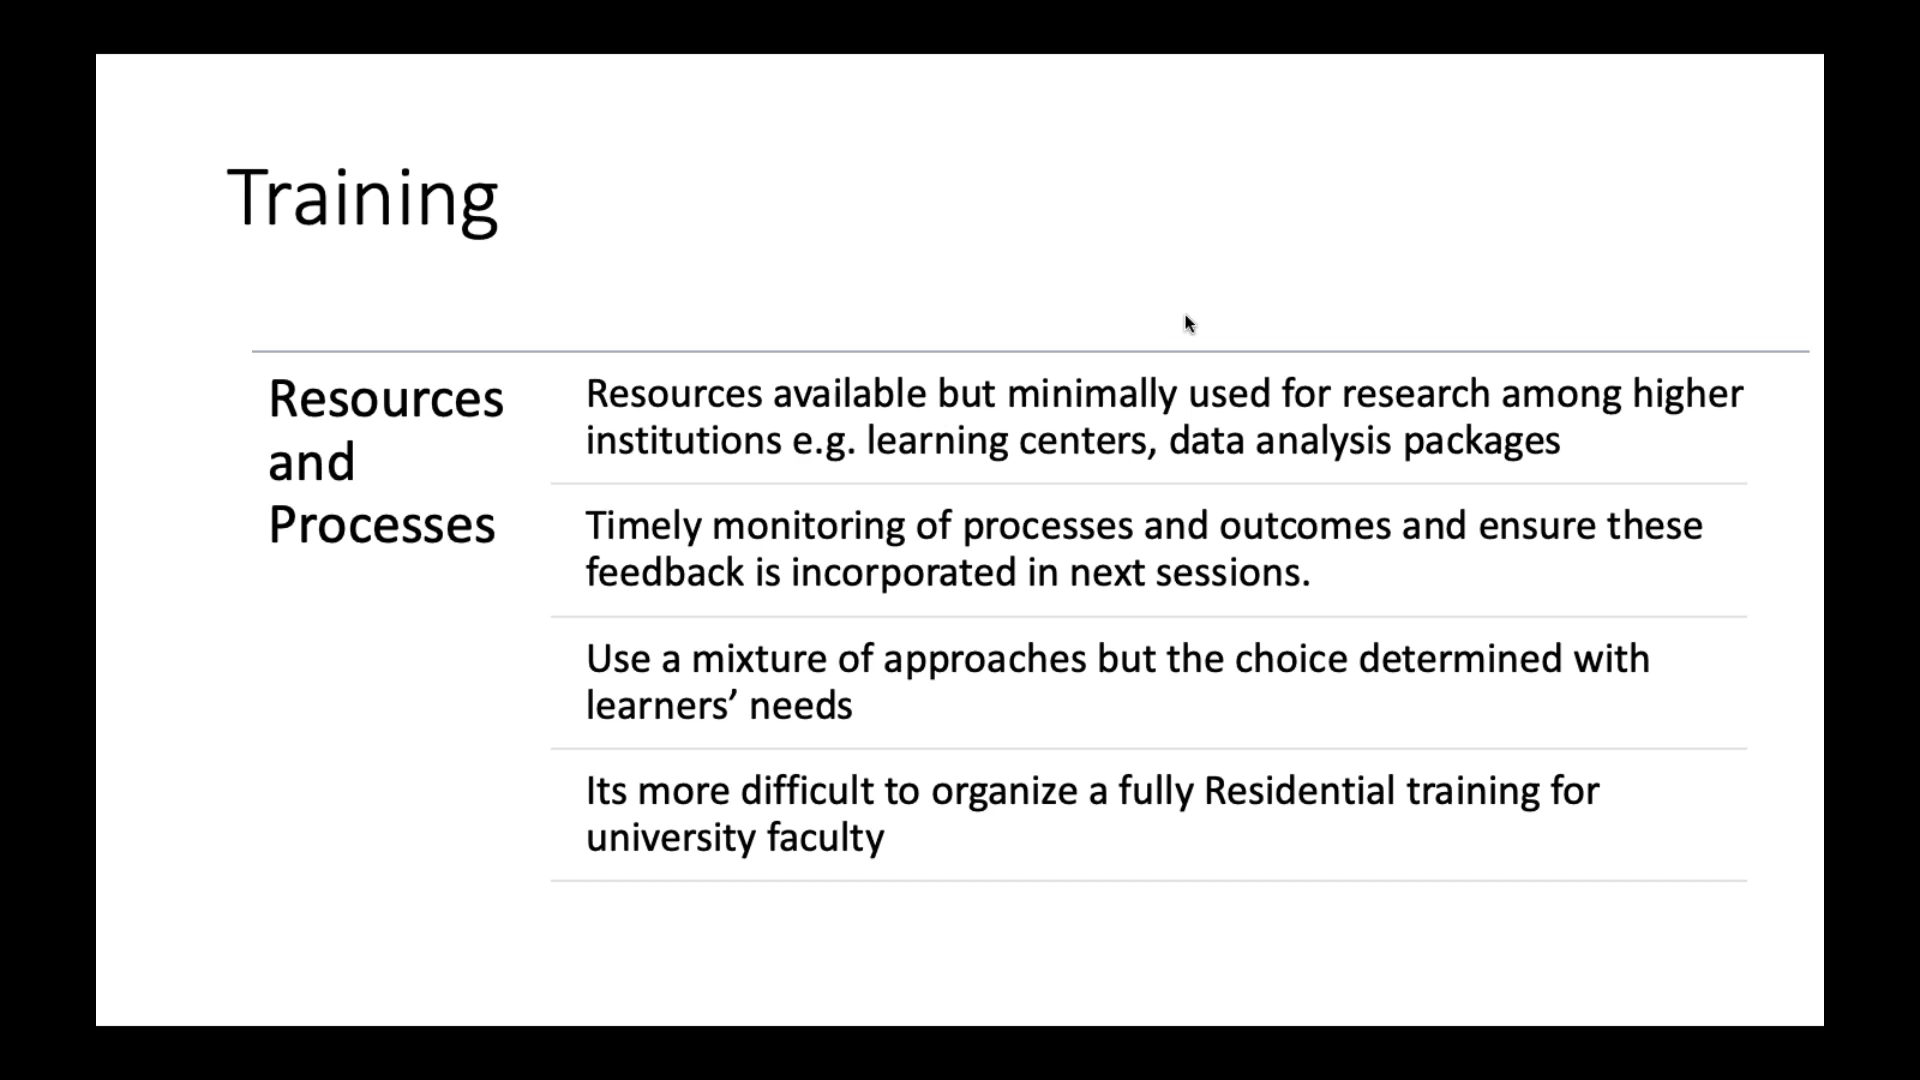 Training
Resources
and
Processes
Resources available but minimally used for research among higher
institutions e.g. learning centers, data analysis packages
Timely monitoring of processes and outcomes and ensure these
feedback is incorporated in next sessions.
Use a mixture of approaches but the choice determined with
learners’ needs
Its more difficult to organize a fully Residential training for
university faculty